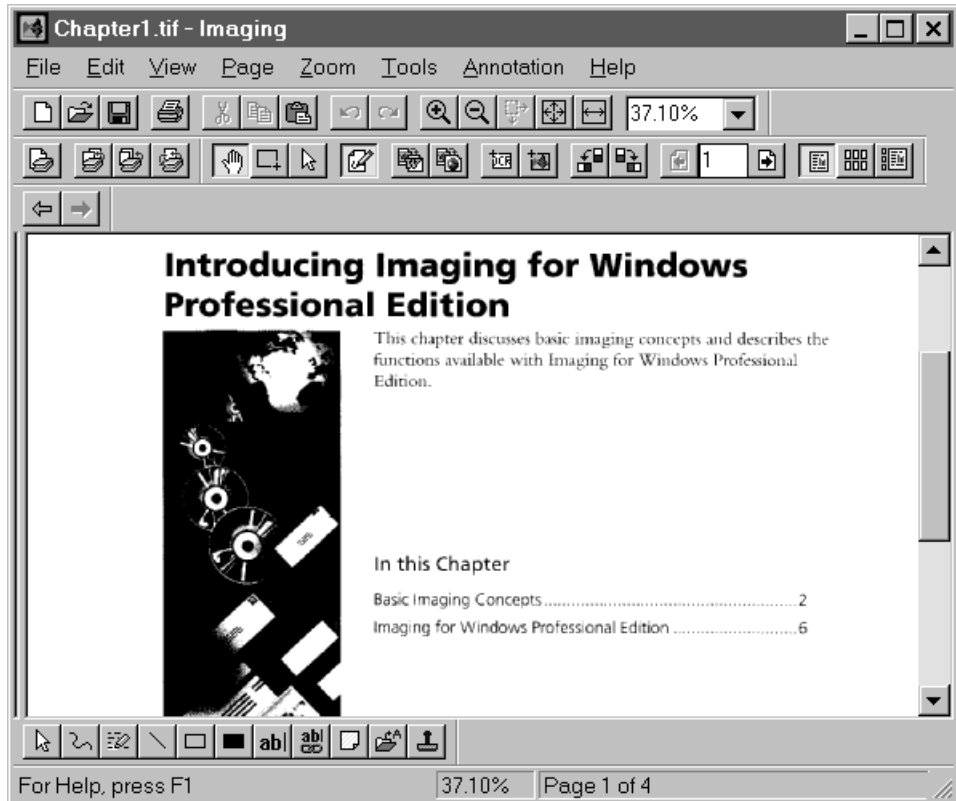 Chapter1.tif - Imaging
File Edit View Page Zoom Tools Annotation Help
37.10%
OCR
1
Introducing Imaging for Windows
Professional Edition
This chapter discusses basic imaging concepts and describes the
functions available with Imaging for Windows Professional
Edition.
In this Chapter
Basic Imaging Concepts.......................................................2
Imaging for Windows Professional Edition ...........................6
ab|
ab|
A
For Help, press F1
37.10%
Page 1 of 4